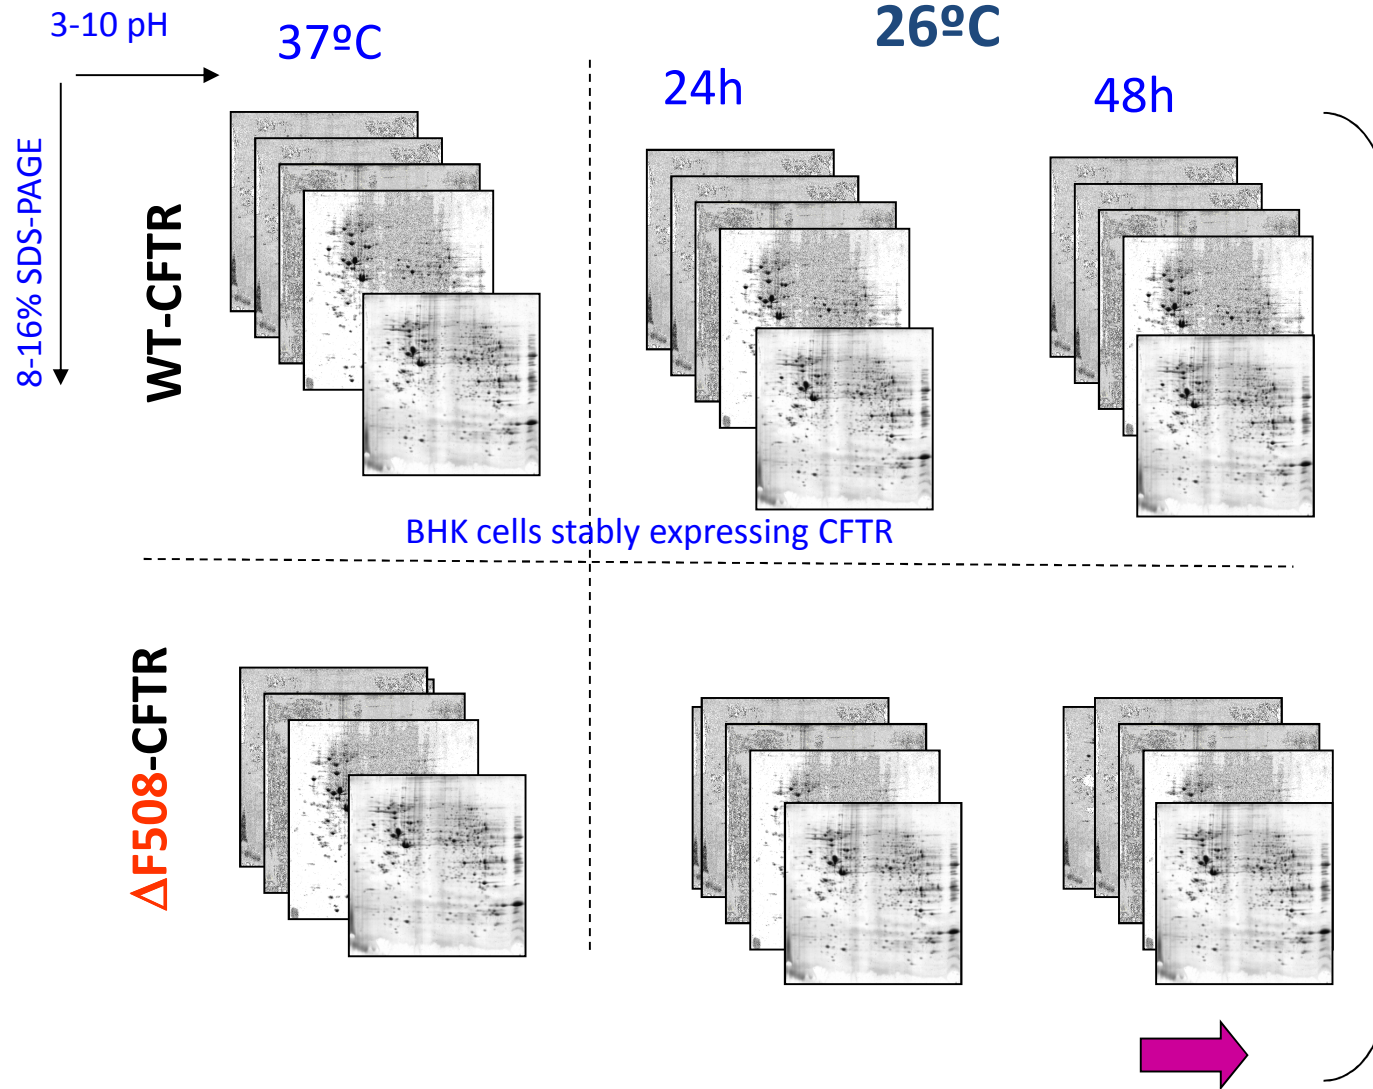 3-10 pH
37ºC
26ºC
24h
48h
8-16% SDS-PAGE
WT-CFTR
BHK cells stably expressing CFTR
ΔF508-CFTR